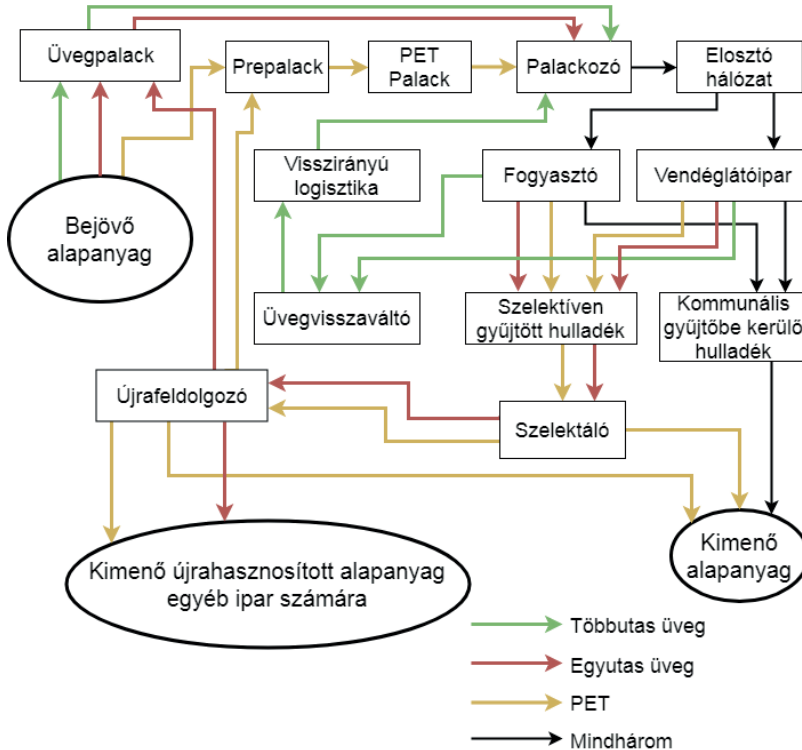 Üvegpalack
Prepalack
PET
Palack
Palackozó
Elosztó
hálózat
Visszirányú
logisztika
Fogyasztó
Vendéglátóipar
Bejövő
alapanyag
Üvegvisszaváltó
Szelektíven
gyűjtött hulladék
Kommunális
gyűjtőbe kerülő
hulladék
Újrafeldolgozó
Szelektáló
Kimenő újrahasznosított alapanyag
egyéb ipar számára
Kimenő
alapanyag
Többutas üveg
Egyutas üveg
PET
Mindhárom